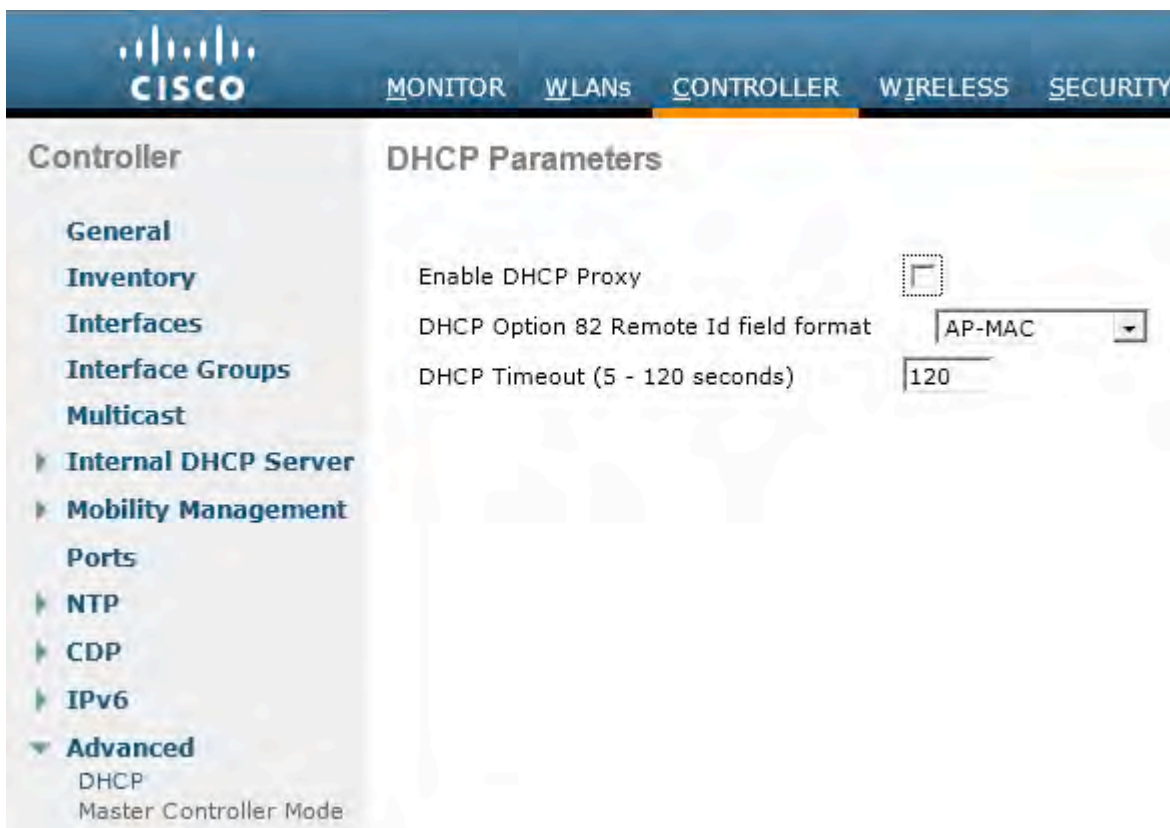 CISCO
MONITOR WLANs CONTROLLER WIRELESS SECURITY
Controller
General
Inventory
Interfaces
Interface Groups
Multicast
Internal DHCP Server
Mobility Management
Ports
NTP
CDP
IPv6
Advanced
DHCP
Master Controller Mode
DHCP Parameters
Enable DHCP Proxy
DHCP Option 82 Remote Id field format AP-MAC
DHCP Timeout (5 - 120 seconds) 120